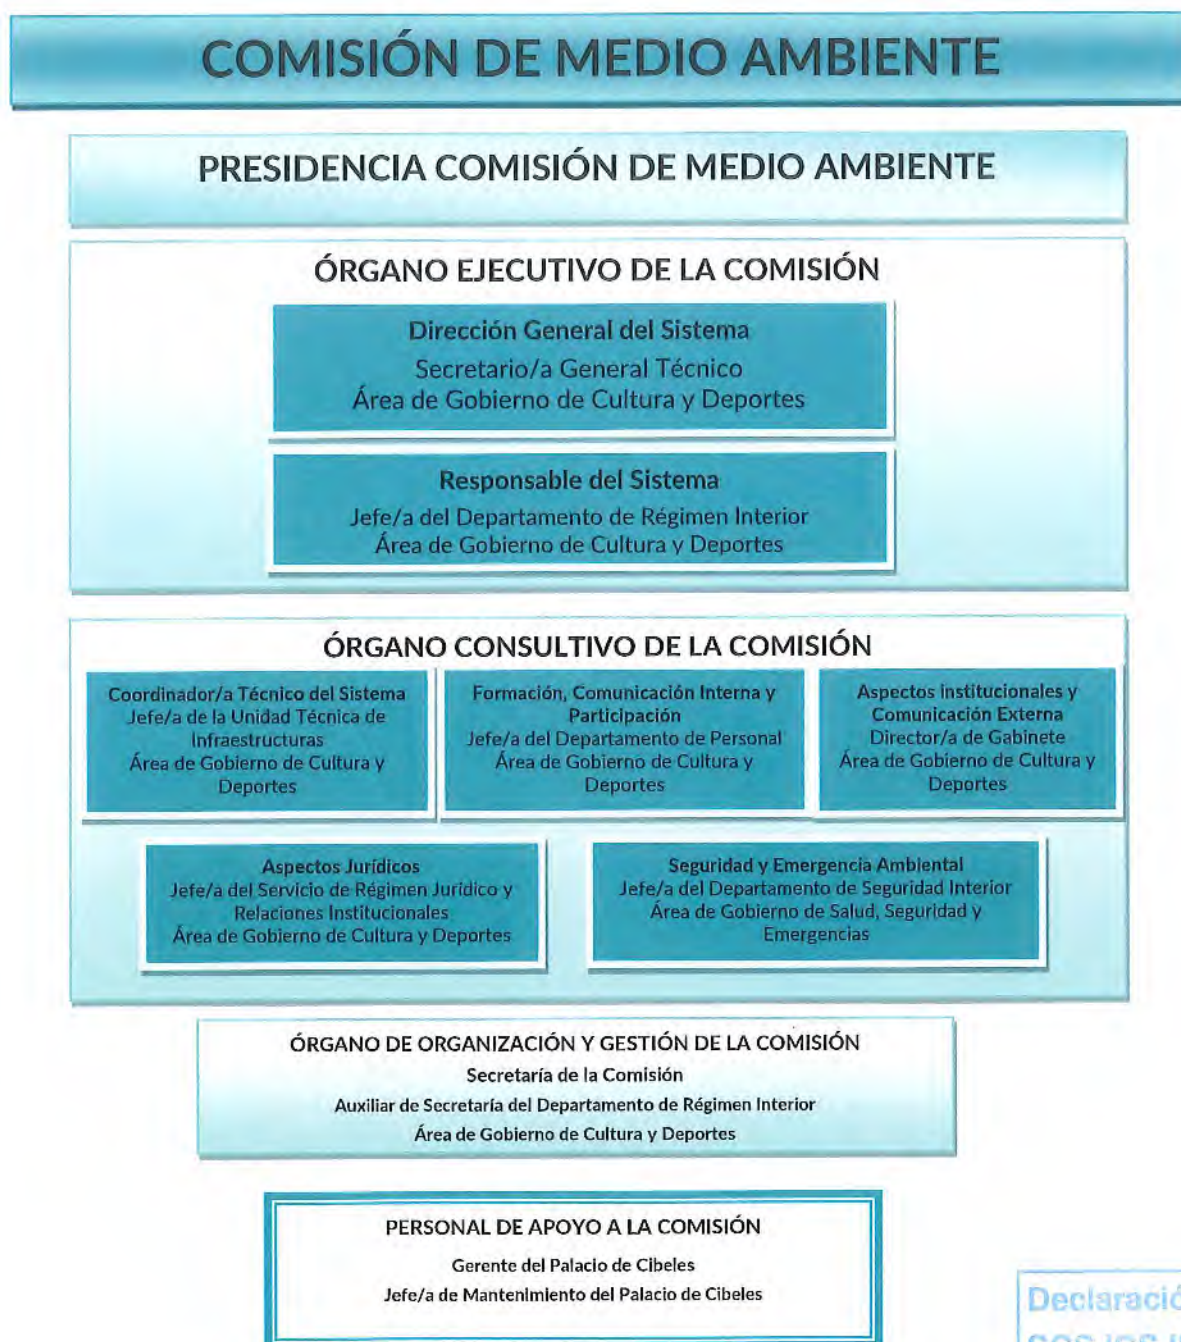 COMISIÓN DE MEDIO AMBIENTE
PRESIDENCIA COMISIÓN DE MEDIO AMBIENTE
ÓRGANO EJECUTIVO DE LA COMISIÓN
Dirección General del Sistema
Secretario/a General Técnico
Área de Gobierno de Cultura y Deportes
Responsable del Sistema
Jefe/a del Departamento de Régimen Interior
Área de Gobierno de Cultura y Deportes
ÓRGANO CONSULTIVO DE LA COMISIÓN
Coordinador/a Técnico del Sistema
Jefe/a de la Unidad Técnica de
Infraestructuras
Área de Gobierno de Cultura y
Deportes
Formación, Comunicación Interna y
Participación
Jefe/a del Departamento de Personal
Área de Gobierno de Cultura y
Deportes
Aspectos institucionales y
Comunicación Externa
Director/a de Gabinete
Área de Gobierno de Cultura y
Deportes
Aspectos Jurídicos
Jefe/a del Servicio de Régimen Jurídico y
Relaciones Institucionales
Área de Gobierno de Cultura y Deportes
Seguridad y Emergencia Ambiental
Jefe/a del Departamento de Seguridad Interior
Área de Gobierno de Salud, Seguridad y
Emergencias
ÓRGANO DE ORGANIZACIÓN Y GESTIÓN DE LA COMISIÓN
Secretaría de la Comisión
Auxiliar de Secretaría del Departamento de Régimen Interior
Área de Gobierno de Cultura y Deportes
PERSONAL DE APOYO A LA COMISIÓN
Gerente del Palacio de Cibeles
Jefe/a de Mantenimiento del Palacio de Cibeles
Declaració